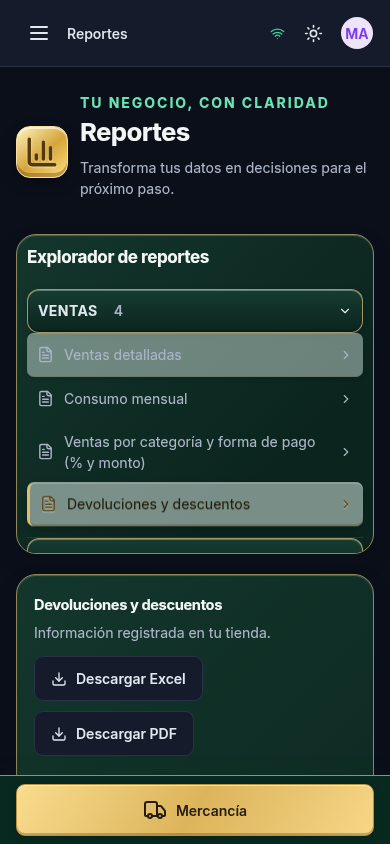 Reportes
MA
TU NEGOCIO, CON CLARIDAD
Reportes
Transforma tus datos en decisiones para el
próximo paso.
Explorador de reportes
VENTAS 4
Ventas detalladas
Consumo mensual
Ventas por categoría y forma de pago
(% y monto)
Devoluciones y descuentos
Devoluciones y descuentos
Información registrada en tu tienda.
Descargar Excel
Descargar PDF
Mercancía